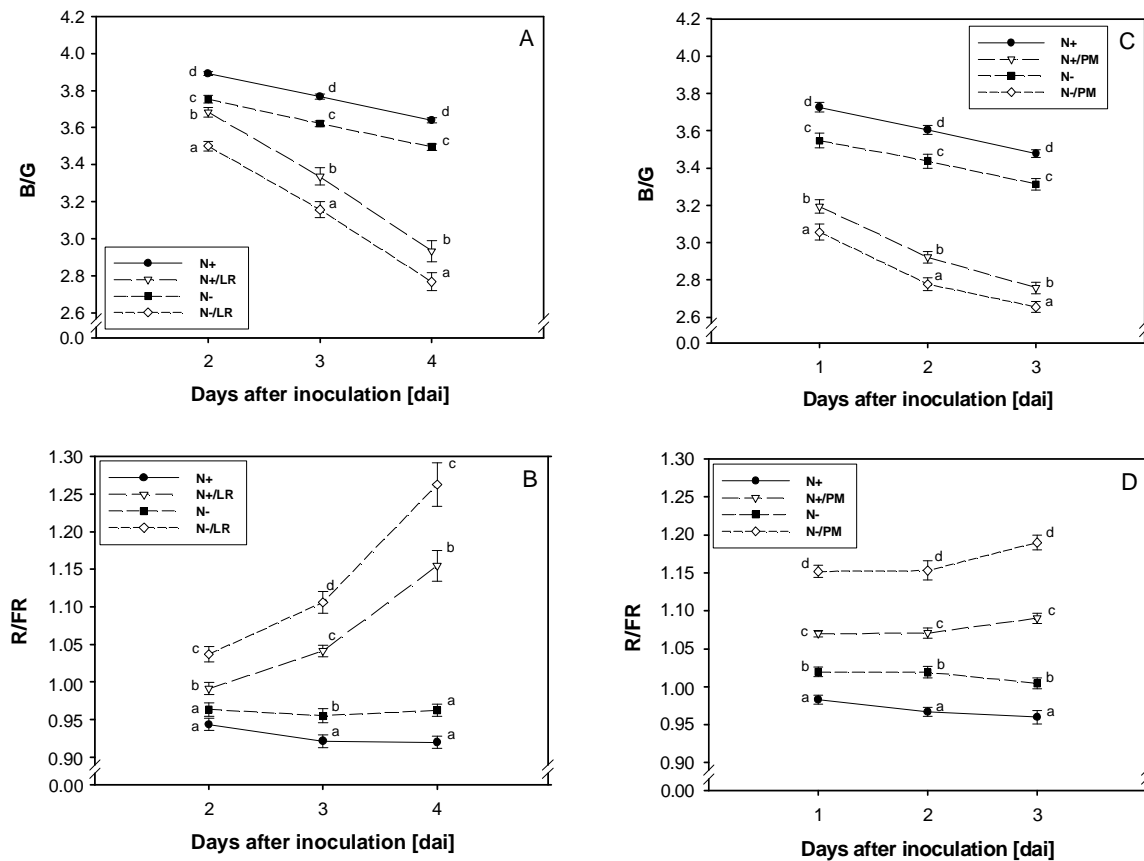 A
B/G
4.2
4.0
3.8
3.6
3.4
3.2
3.0
2.8
2.6
0.0
d
d
d
c
c
c
b
b
b
a
a
a
N+
N+/LR
N-
N-/LR
2 3 4
Days after inoculation [dai]
C
B/G
4.2
4.0
3.8
3.6
3.4
3.2
3.0
2.8
2.6
0.0
N+
N+/PM
N-
N-/PM
d
d
d
c
c
c
b
b
b
a
a
a
1 2 3
Days after inoculation [dai]
B
R/FR
1.30
1.25
1.20
1.15
1.10
1.05
1.00
0.95
0.90
0.00
N+
N+/LR
N-
N-/LR
c
d
c
b
c
b
a
b
a
a
a
a
2 3 4
Days after inoculation [dai]
D
R/FR
1.30
1.25
1.20
1.15
1.10
1.05
1.00
0.95
0.90
0.00
N+
N+/PM
N-
N-/PM
d
d
d
c
c
c
b
b
b
a
a
a
1 2 3
Days after inoculation [dai]